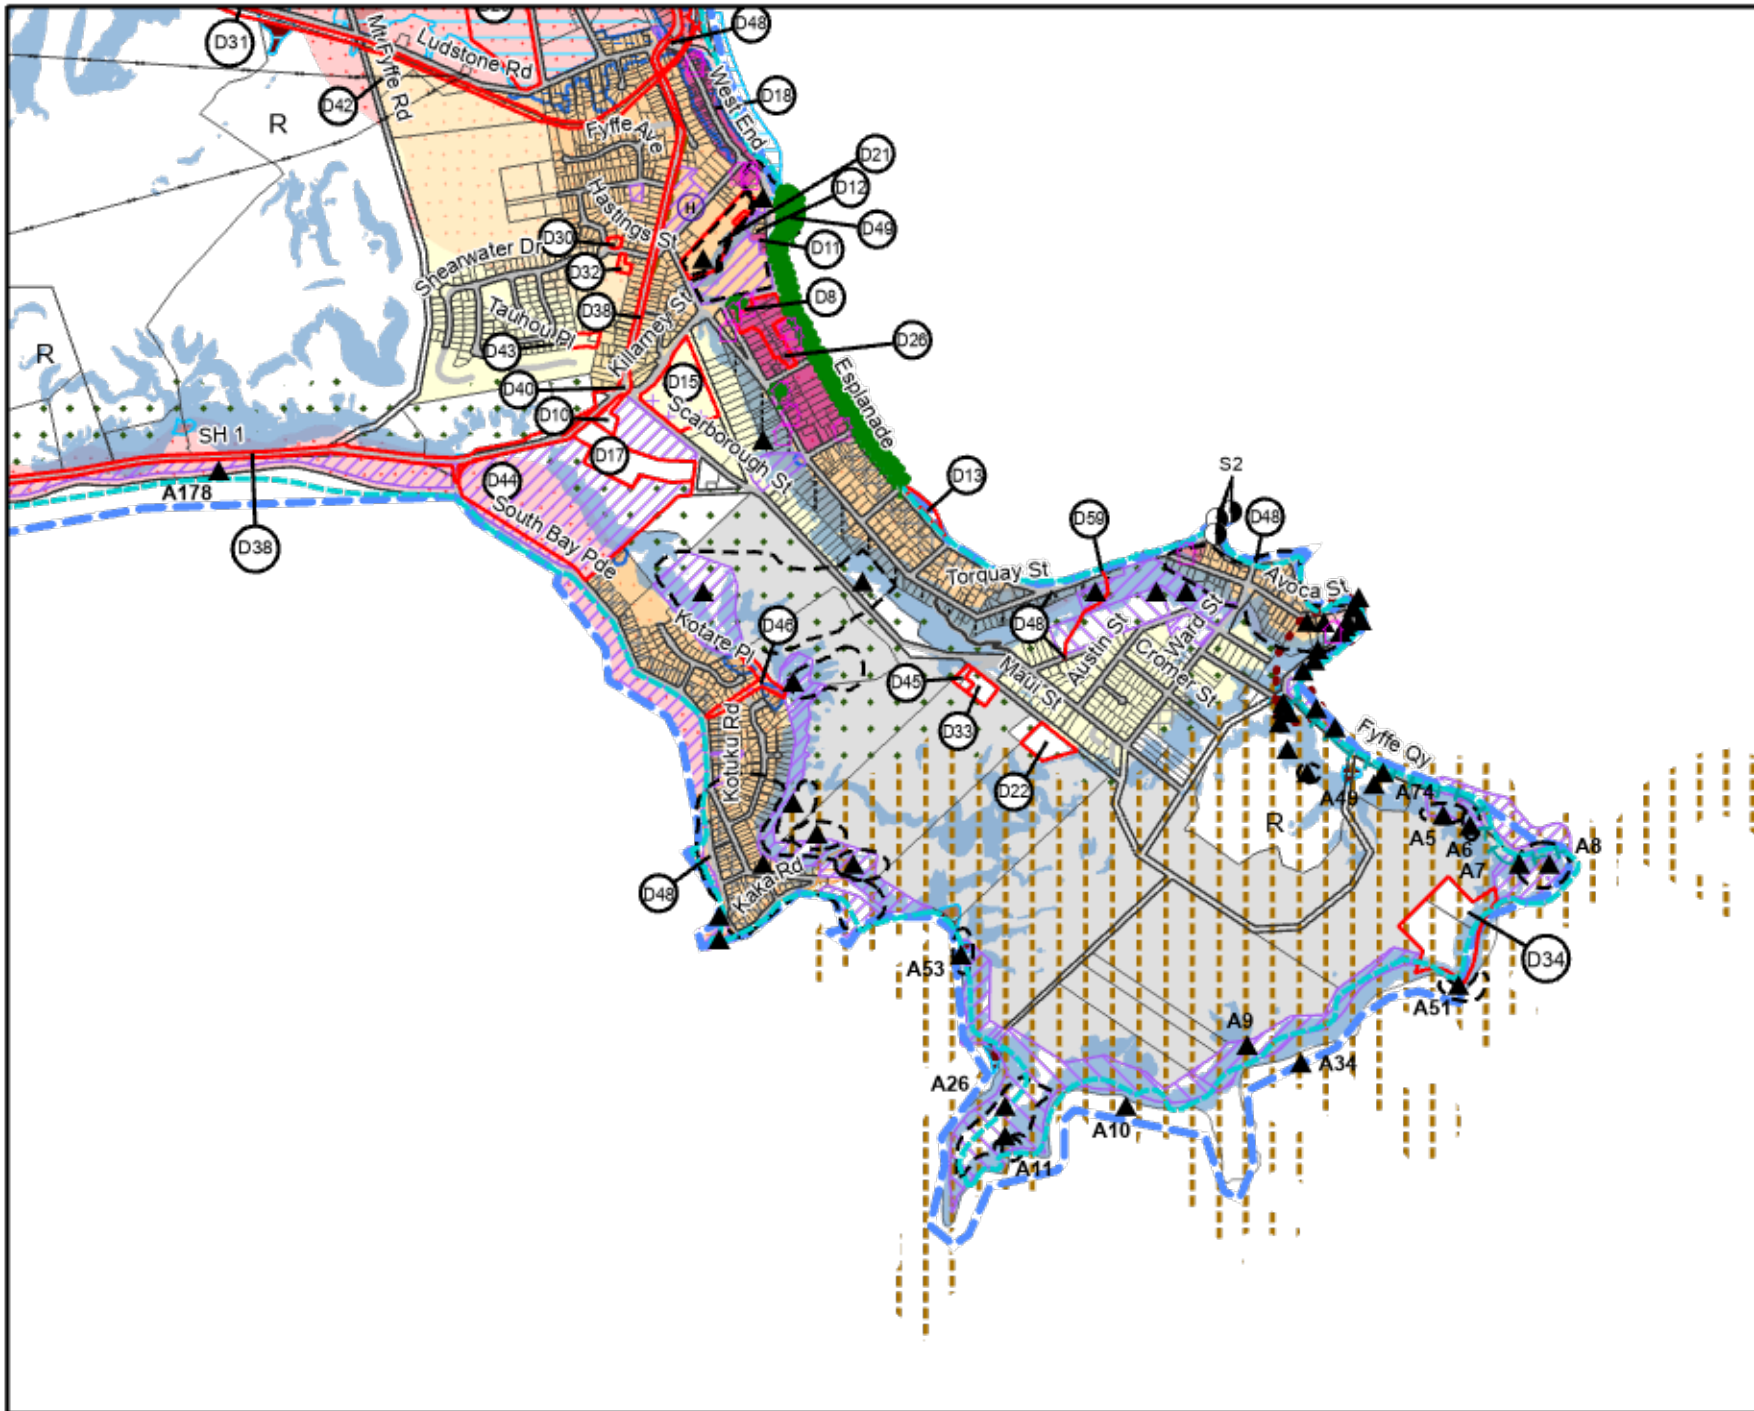 D48
D31
Ludstone Rd
Mt Fyffe Rd
D42
R
West End
D18
Fyffe Ave
D21
D12
H
Hastings St
D49
D30
D11
Shearwater Dr
D32
D8
Tauhou Pl
D38
Killarney St
D26
D43
R
Esplanade
D40
D15
D10
Scarborough St
SH 1
D17
D44
A178
D13
S2
South Bay Pde
D38
D59
D48
Torquay St
Avoca St
Kotare Pl
D46
D48
Austin St
Ward St
Cromer St
D45
Maui St
D33
Kotuku Rd
Fyffe Qy
D22
A49
A74
R
A5
A6
A7
A8
D48
Kaka Rd
A53
D34
A51
A9
A34
A26
A10
A11